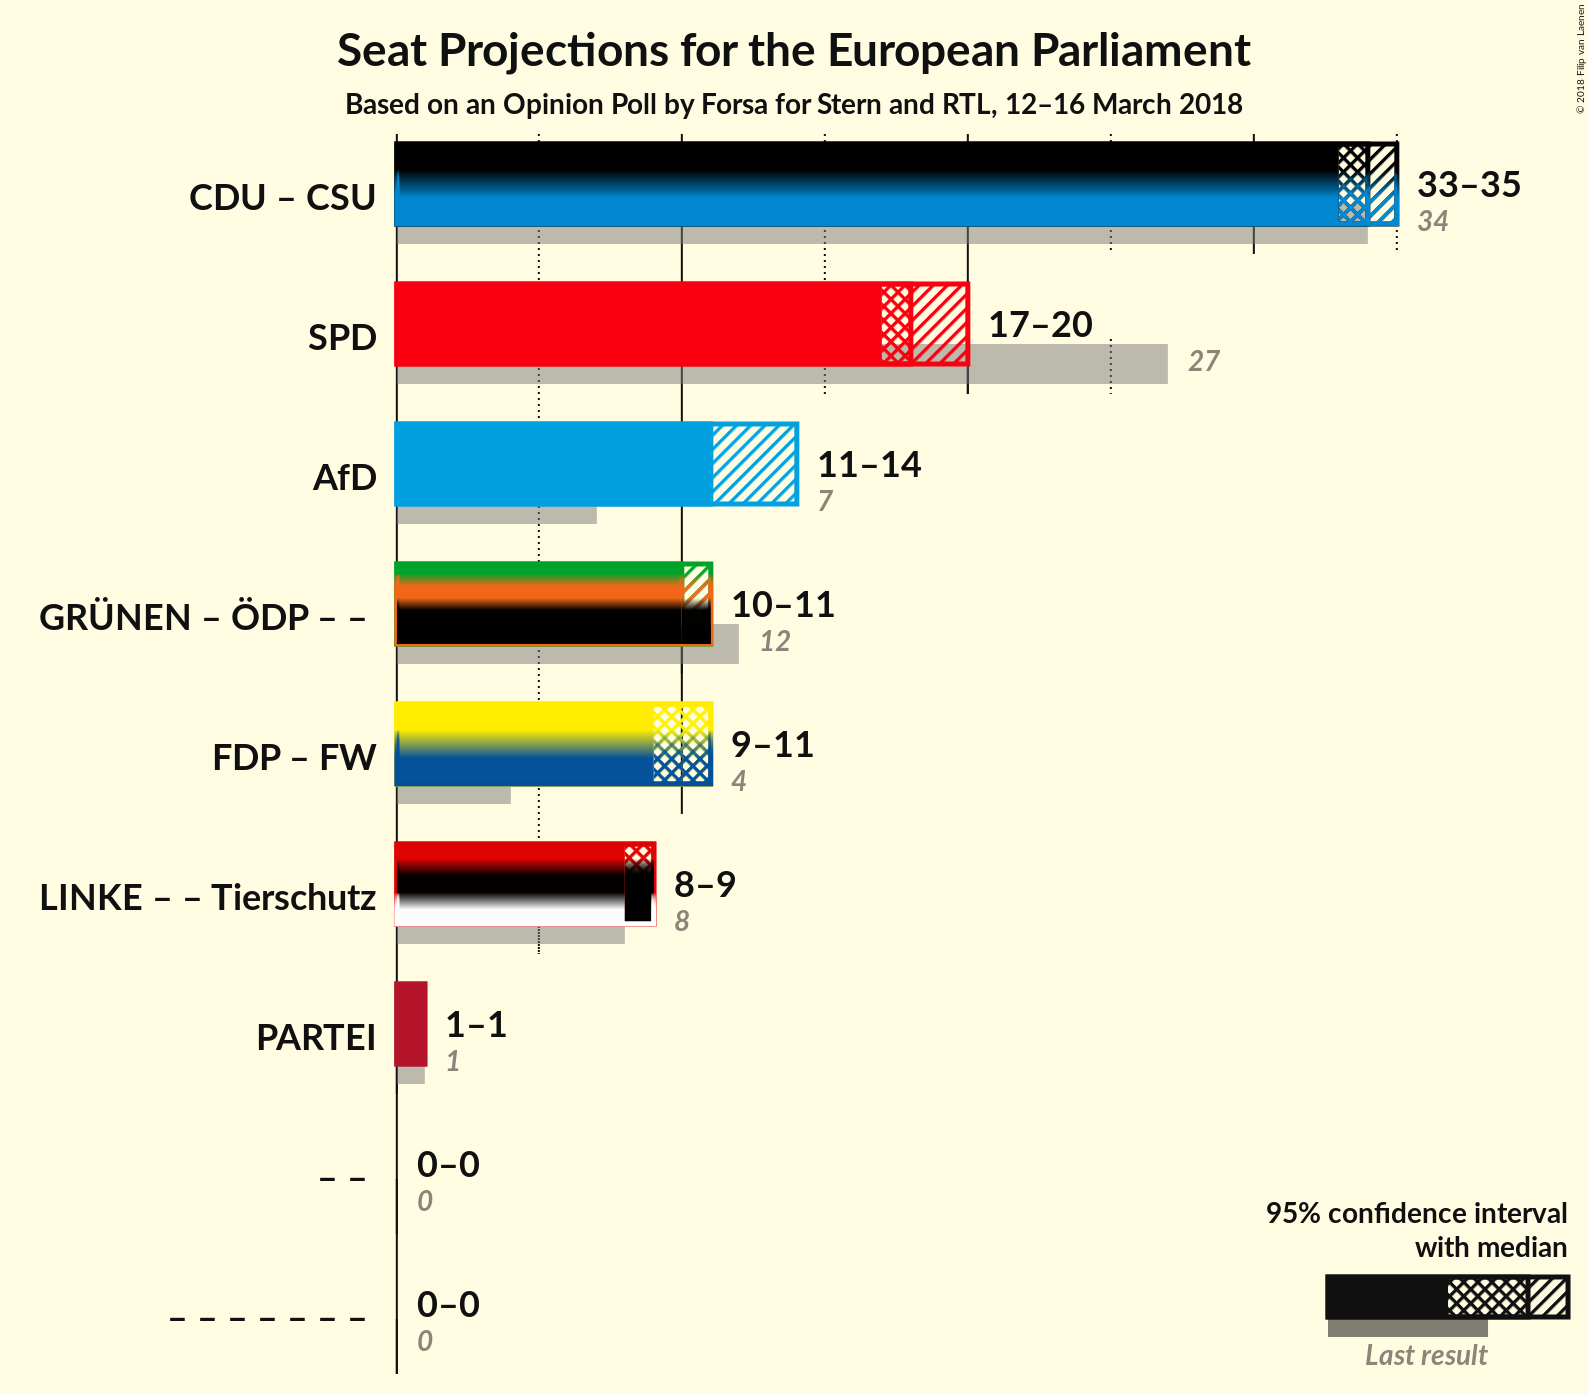 Seat Projections for the European Parliament
Based on an Opinion Poll by Forsa for Stern and RTL, 12–16 March 2018
© 2018 Filip van Laenen
CDU – CSU
33–35
34
SPD
17–20
27
AfD
11–14
7
GRÜNEN – ÖDP – –
10–11
12
FDP – FW
9–11
4
LINKE – – Tierschutz
8–9
8
PARTEI
1–1
1
– –
0–0
0
– – – – – – –
0–0
0
95% confidence interval
with median
Last result